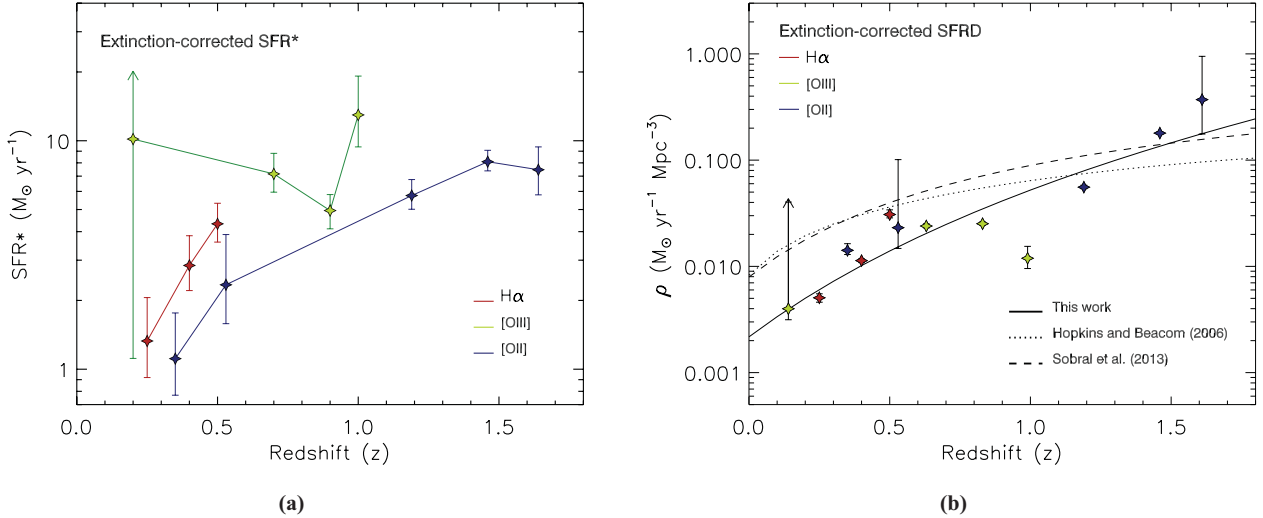 Extinction-corrected SFR*
10
1
SFR* (M⊙ yr⁻¹)
Hα
[OIII]
[OII]
0.0 0.5 1.0 1.5
Redshift (z)
(a)
Extinction-corrected SFRD
Hα
[OIII]
[OII]
1.000
0.100
0.010
0.001
ρ (M⊙ yr⁻¹ Mpc⁻³)
This work
Hopkins and Beacom (2006)
Sobral et al. (2013)
0.0 0.5 1.0 1.5
Redshift (z)
(b)